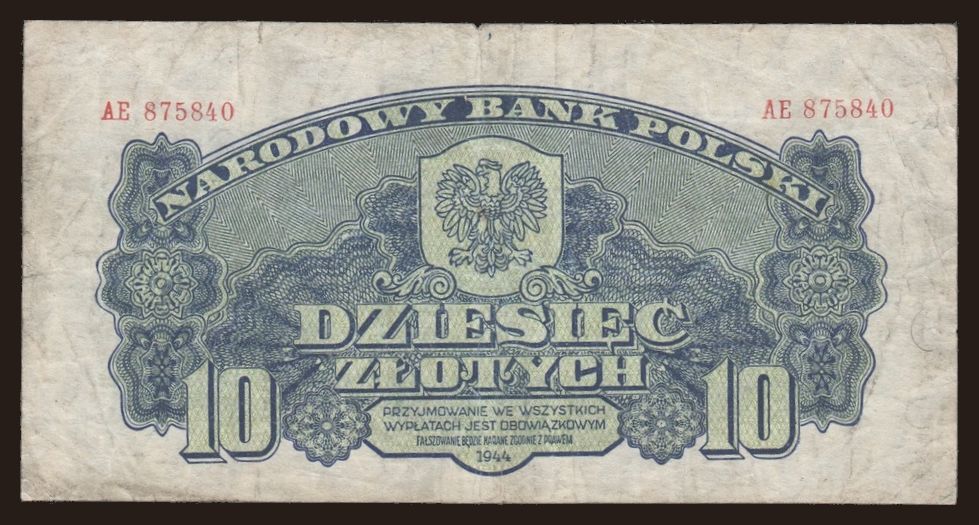 AE 875840
AE 875840
NARODOWY BANK POLSKI
DZIESIĘC
ZŁOTYCH
10
10
PRZYJMOWANIE WE WSZYSTKICH
WYPŁATACH JEST OBOWIĄZKOWYM
FAŁSZOWANIE BĘDZIE KARANE ZGODNIE Z PRAWEM
1944